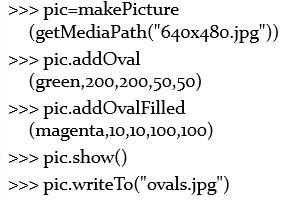 >>> pic=makePicture
(getMediaPath("640x480.jpg"))
>>> pic.addOval
(green,200,200,50,50)
>>> pic.addOvalFilled
(magenta,10,10,100,100)
>>> pic.show()
>>> pic.writeTo("ovals.jpg")